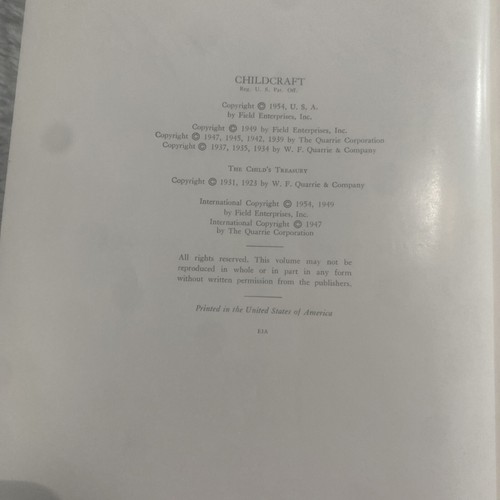 CHILDCRAFT
Reg. U. S. Pat. Off.
Copyright © 1954, U. S. A.
by Field Enterprises, Inc.
Copyright © 1949 by Field Enterprises, Inc.
Copyright © 1947, 1945, 1942, 1939 by The Quarrie Corporation
Copyright © 1937, 1935, 1934 by W. F. Quarrie & Company
The Child's Treasury
Copyright © 1931, 1923 by W. F. Quarrie & Company
International Copyright © 1954, 1949
by Field Enterprises, Inc.
International Copyright © 1947
by The Quarrie Corporation
All rights reserved. This volume may not be
reproduced in whole or in part in any form
without written permission from the publishers.
Printed in the United States of America